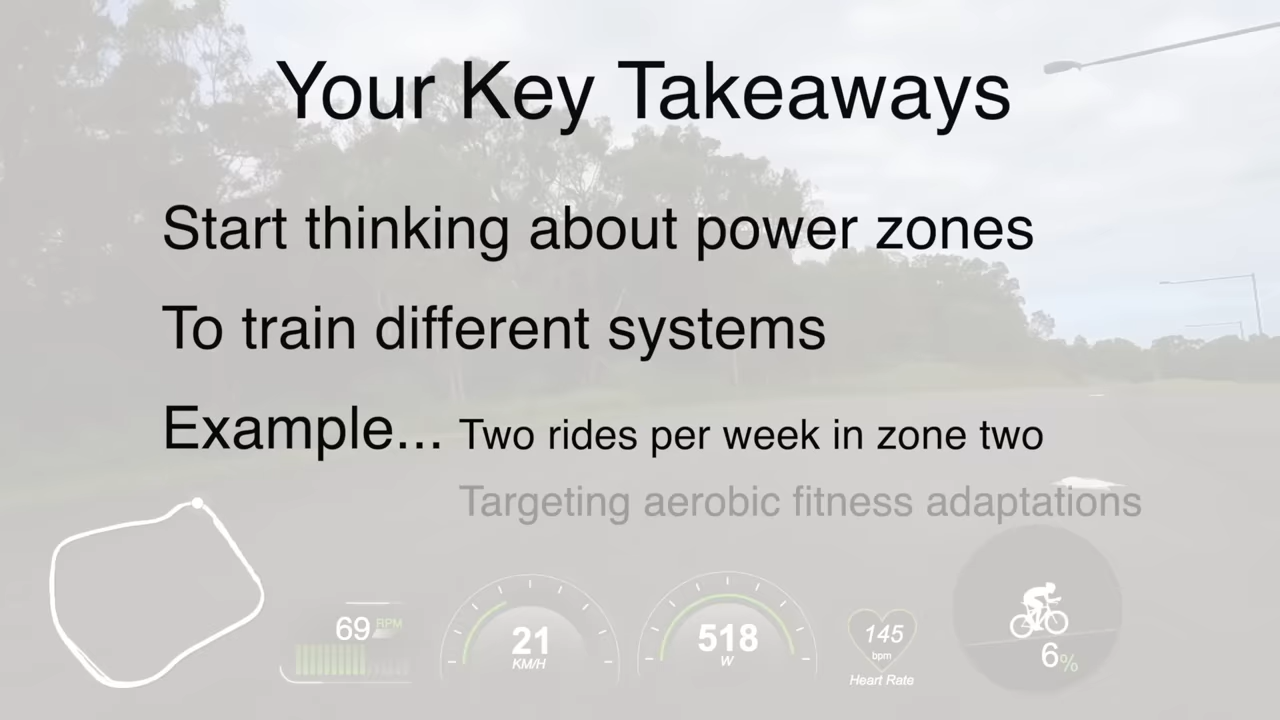 Your Key Takeaways
Start thinking about power zones
To train different systems
Example... Two rides per week in zone two
Targeting aerobic fitness adaptations
69 RPM
21
KM/H
518
W
145
bpm
Heart Rate
6%